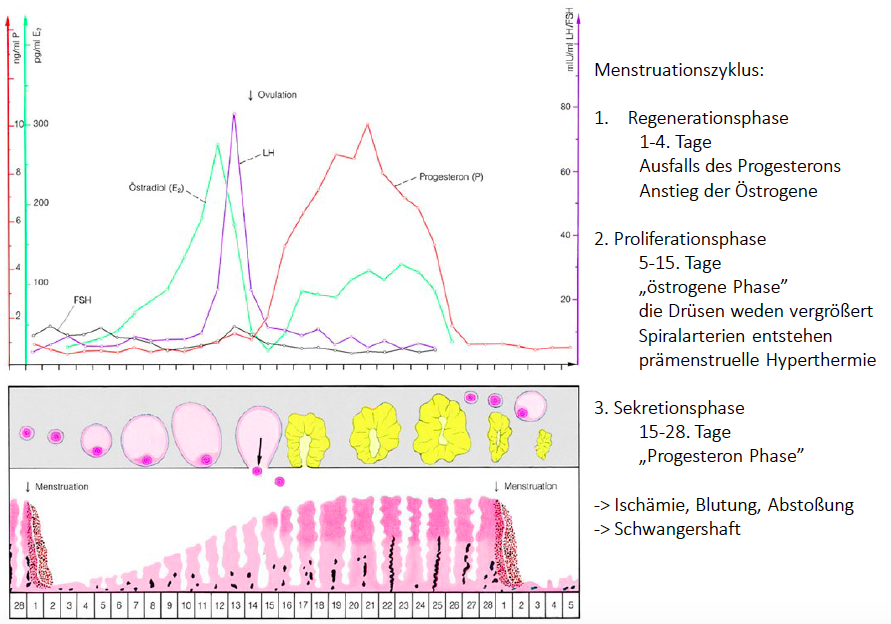 ng/ml P
pg/ml E₂
mIU/ml LH/FSH
↓ Ovulation
LH
Östradiol (E₂)
Progesteron (P)
FSH
10
8
6
4
2
300
200
100
80
60
40
20
↓ Menstruation
↓ Menstruation
28 1 2 3 4 5 6 7 8 9 10 11 12 13 14 15 16 17 18 19 20 21 22 23 24 25 26 27 28 1 2 3 4 5
Menstruationszyklus:
1. Regenerationsphase
1-4. Tage
Ausfalls des Progesterons
Anstieg der Östrogene
2. Proliferationsphase
5-15. Tage
„östrogene Phase”
die Drüsen weden vergrößert
Spiralarterien entstehen
prämenstruelle Hyperthermie
3. Sekretionsphase
15-28. Tage
„Progesteron Phase”
-> Ischämie, Blutung, Abstoßung
-> Schwangershaft